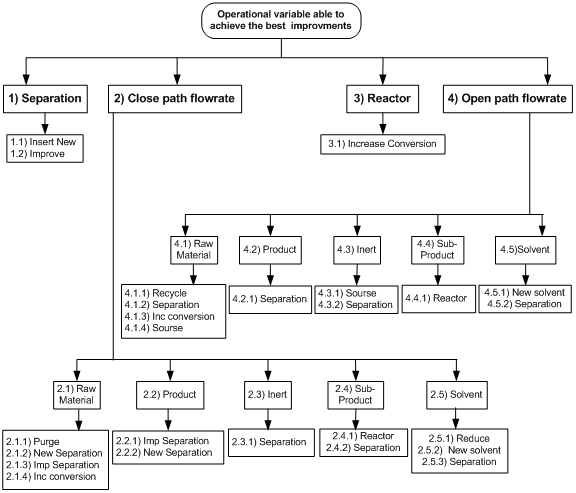 Operational variable able to
achieve the best improvments
1) Separation
2) Close path flowrate
3) Reactor
4) Open path flowrate
1.1) Insert New
1.2) Improve
3.1) Increase Conversion
4.1) Raw
Material
4.2) Product
4.3) Inert
4.4) Sub-
Product
4.5)Solvent
4.1.1) Recycle
4.1.2) Separation
4.1.3) Inc conversion
4.1.4) Sourse
4.2.1) Separation
4.3.1) Sourse
4.3.2) Separation
4.4.1) Reactor
4.5.1) New solvent
4.5.2) Separation
2.1) Raw
Material
2.2) Product
2.3) Inert
2.4) Sub-
Product
2.5) Solvent
2.1.1) Purge
2.1.2) New Separation
2.1.3) Imp Separation
2.1.4) Inc conversion
2.2.1) Imp Separation
2.2.2) New Separation
2.3.1) Separation
2.4.1) Reactor
2.4.2) Separation
2.5.1) Reduce
2.5.2) New solvent
2.5.3) Separation